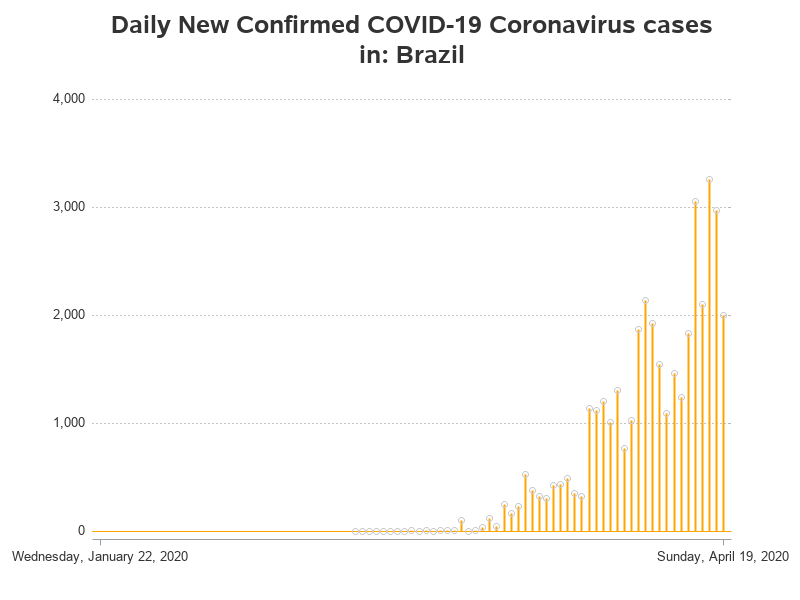 Daily New Confirmed COVID-19 Coronavirus cases
in: Brazil
4,000
3,000
2,000
1,000
0
Wednesday, January 22, 2020
Sunday, April 19, 2020